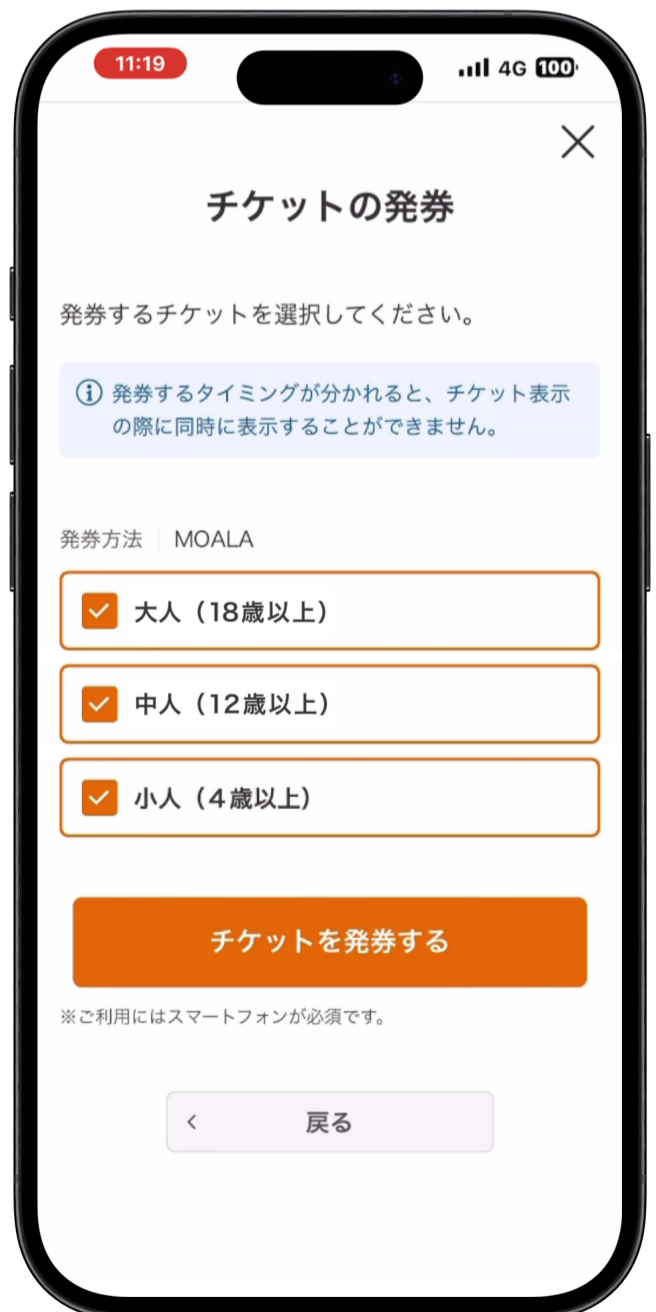 11:19
4G 100
チケットの発券
発券するチケットを選択してください。
発券するタイミングが分かれると、チケット表示
の際に同時に表示することができません。
発券方法 MOALA
大人（18歳以上）
中人（12歳以上）
小人（4歳以上）
チケットを発券する
※ご利用にはスマートフォンが必須です。
戻る